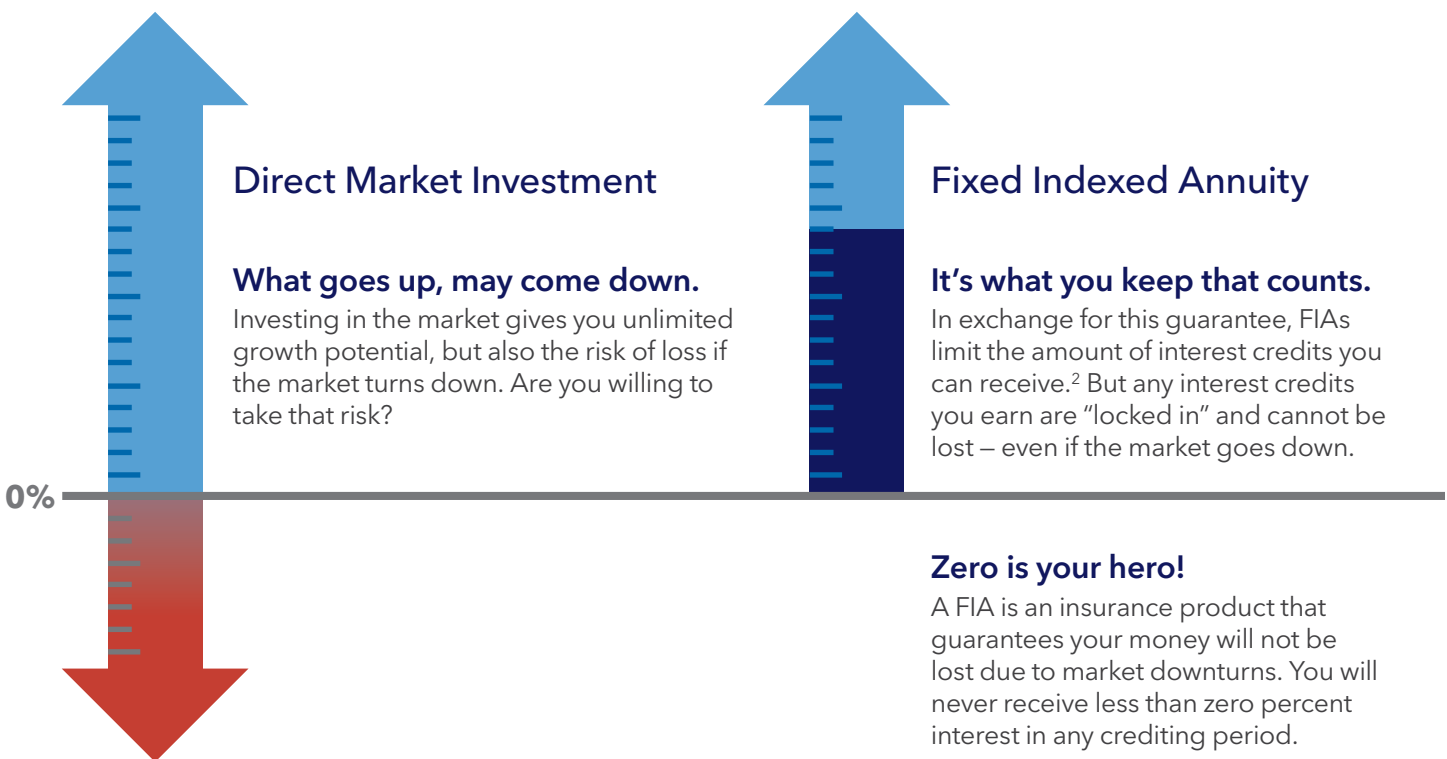 Direct Market Investment
What goes up, may come down.
Investing in the market gives you unlimited
growth potential, but also the risk of loss if
the market turns down. Are you willing to
take that risk?
Fixed Indexed Annuity
It’s what you keep that counts.
In exchange for this guarantee, FIAs
limit the amount of interest credits you
can receive.² But any interest credits
you earn are “locked in” and cannot be
lost – even if the market goes down.
0%
Zero is your hero!
A FIA is an insurance product that
guarantees your money will not be
lost due to market downturns. You will
never receive less than zero percent
interest in any crediting period.